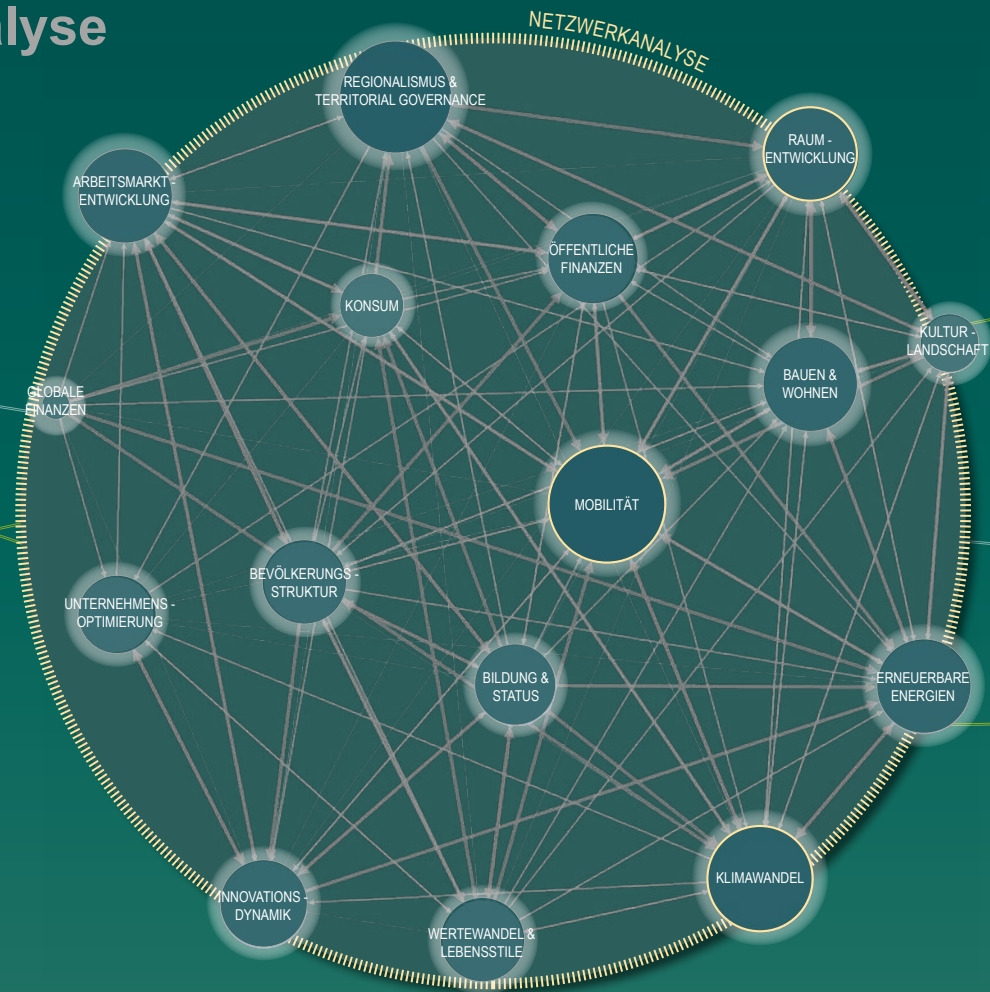 alyse
NETZWERKANALYSE
REGIONALISMUS &
TERRITORIAL GOVERNANCE
RAUM -
ENTWICKLUNG
ARBEITSMARKT -
ENTWICKLUNG
ÖFFENTLICHE
FINANZEN
KONSUM
KULTUR -
LANDSCHAFT
BAUEN &
WOHNEN
GLOBALE
FINANZEN
MOBILITÄT
BEVÖLKERUNGS -
STRUKTUR
UNTERNEHMENS -
OPTIMIERUNG
BILDUNG &
STATUS
ERNEUERBARE
ENERGIEN
KLIMAWANDEL
INNOVATIONS -
DYNAMIK
WERTEWANDEL &
LEBENSSTILE